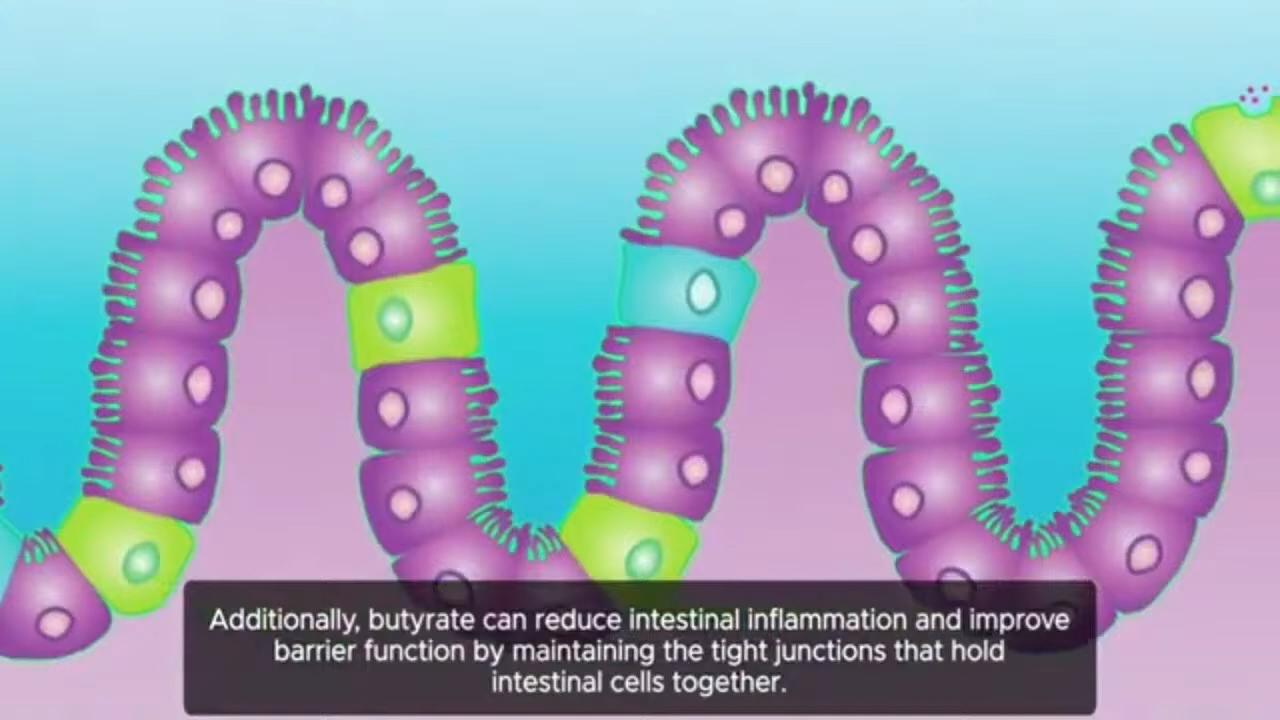 Additionally, butyrate can reduce intestinal inflammation and improve
barrier function by maintaining the tight junctions that hold
intestinal cells together.